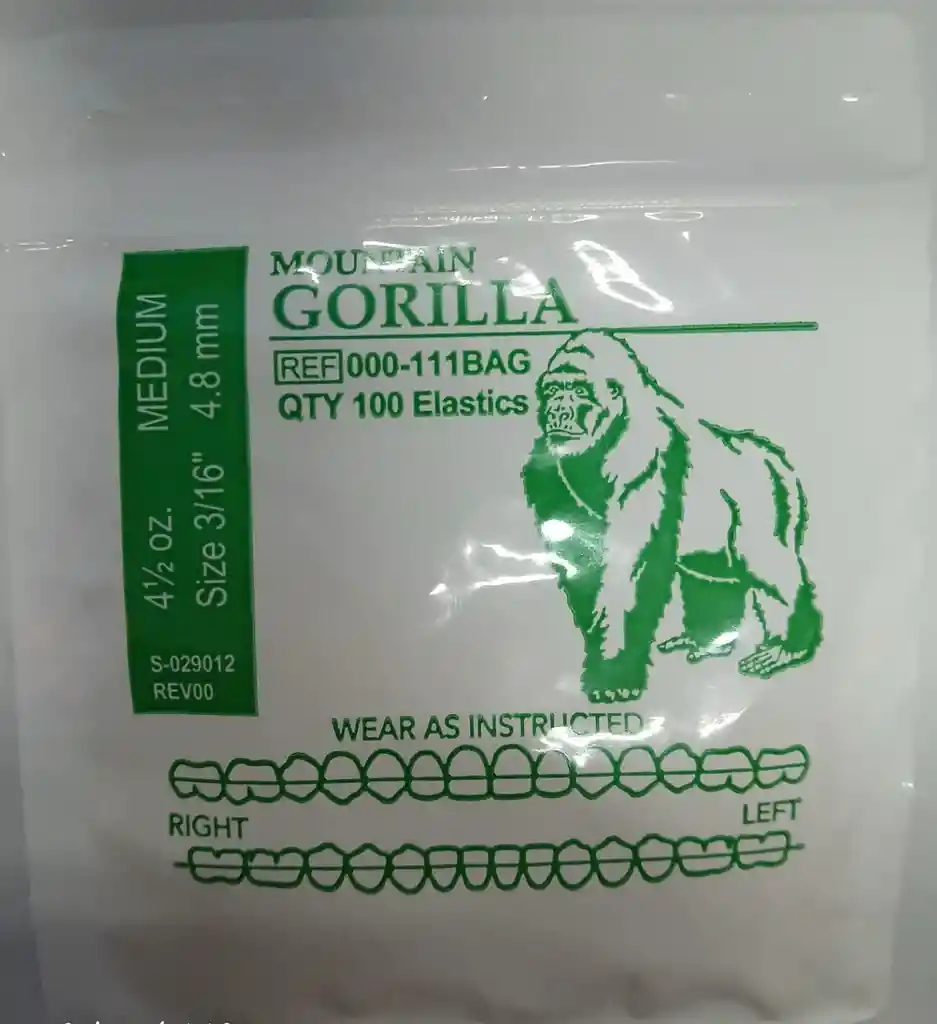 MOUNTAIN
GORILLA
REF 000-111BAG
QTY 100 Elastics
4½ oz. MEDIUM
Size 3/16" 4.8 mm
S-029012
REV00
WEAR AS INSTRUCTED
RIGHT
LEFT